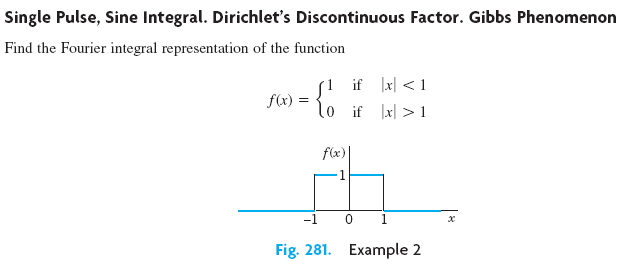 Single Pulse, Sine Integral. Dirichlet's Discontinuous Factor. Gibbs Phenomenon
Find the Fourier integral representation of the function
f(x) = { 1 if |x| < 1
0 if |x| > 1
f(x)
1
−1 0 1 x
Fig. 281. Example 2